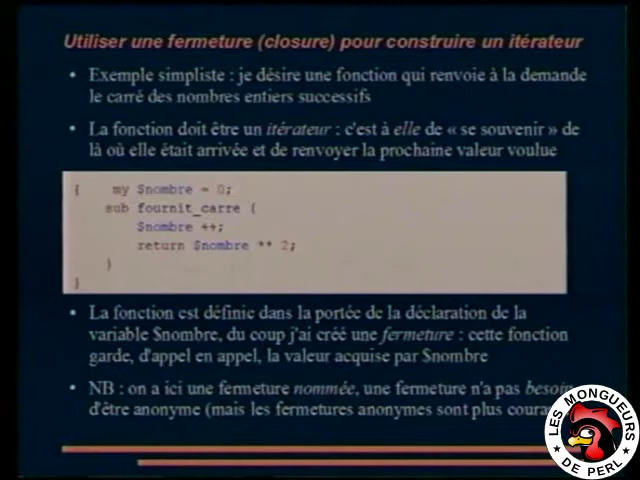 Utiliser une fermeture (closure) pour construire un itérateur
• Exemple simpliste : je désire une fonction qui renvoie à la demande
le carré des nombres entiers successifs
• La fonction doit être un itérateur : c'est à elle de « se souvenir » de
là où elle était arrivée et de renvoyer la prochaine valeur voulue
{ my $nombre = 0;
sub fournit_carre {
$nombre ++;
return $nombre ** 2;
}
}
• La fonction est définie dans la portée de la déclaration de la
variable $nombre, du coup j'ai créé une fermeture : cette fonction
garde, d'appel en appel, la valeur acquise par $nombre
• NB : on a ici une fermeture nommée, une fermeture n'a pas besoin
d'être anonyme (mais les fermetures anonymes sont plus
LES MONGUEURS
DE PERL